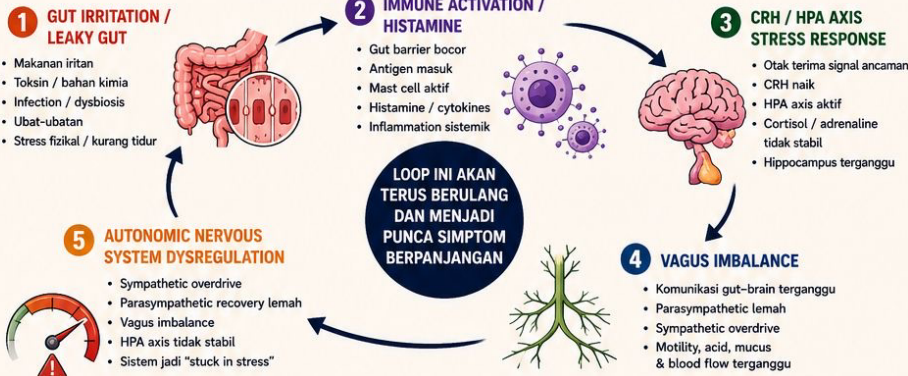 1 GUT IRRITATION /
LEAKY GUT
• Makanan iritan
• Toksin / bahan kimia
• Infection / dysbiosis
• Ubat-ubatan
• Stress fizikal / kurang tidur
2 IMMUNE ACTIVATION /
HISTAMINE
• Gut barrier bocor
• Antigen masuk
• Mast cell aktif
• Histamine / cytokines
• Inflammation sistemik
3 CRH / HPA AXIS
STRESS RESPONSE
• Otak terima signal ancaman
• CRH naik
• HPA axis aktif
• Cortisol / adrenaline
tidak stabil
• Hippocampus terganggu
LOOP INI AKAN
TERUS BERULANG
DAN MENJADI
PUNCA SIMPTOM
BERPANJANGAN
4 VAGUS IMBALANCE
• Komunikasi gut-brain terganggu
• Parasympathetic lemah
• Sympathetic overdrive
• Motility, acid, mucus
& blood flow terganggu
5 AUTONOMIC NERVOUS
SYSTEM DYSREGULATION
• Sympathetic overdrive
• Parasympathetic recovery lemah
• Vagus imbalance
• HPA axis tidak stabil
• Sistem jadi “stuck in stress”